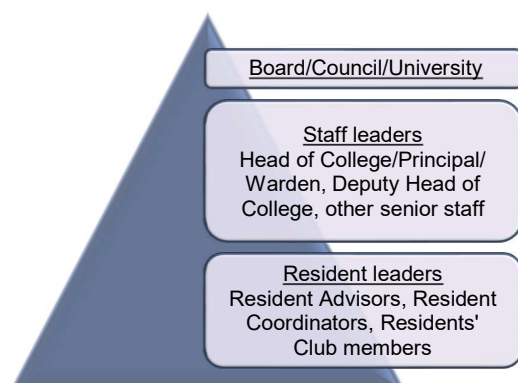 Board/Council/University
Staff leaders
Head of College/Principal/
Warden, Deputy Head of
College, other senior staff
Resident leaders
Resident Advisors, Resident
Coordinators, Residents'
Club members